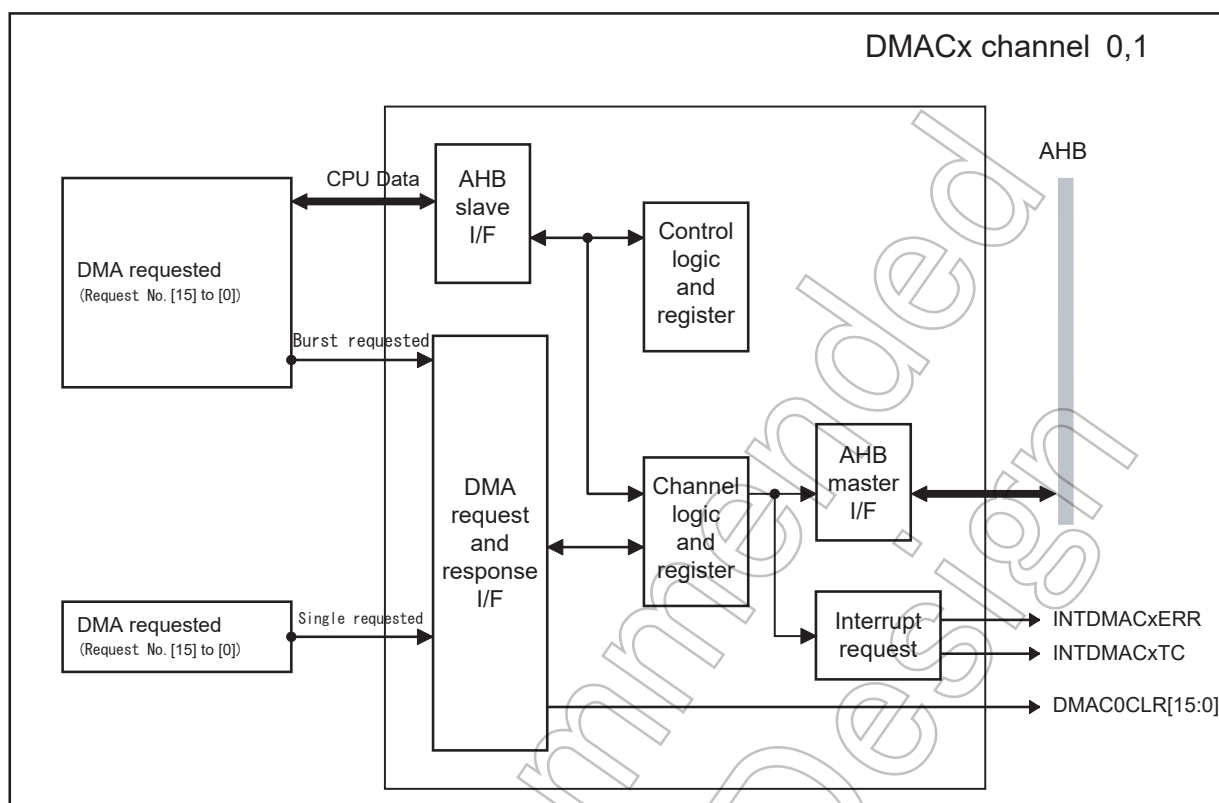 DMACx channel 0,1
AHB
CPU Data
AHB
slave
I/F
Control
logic
and
register
DMA requested
(Request No. [15] to [0])
Burst requested
DMA
request
and
response
I/F
Channel
logic
and
register
AHB
master
I/F
DMA requested
(Request No. [15] to [0])
Single requested
Interrupt
request
INTDMACxERR
INTDMACxTC
DMAC0CLR[15:0]
mmended
Design